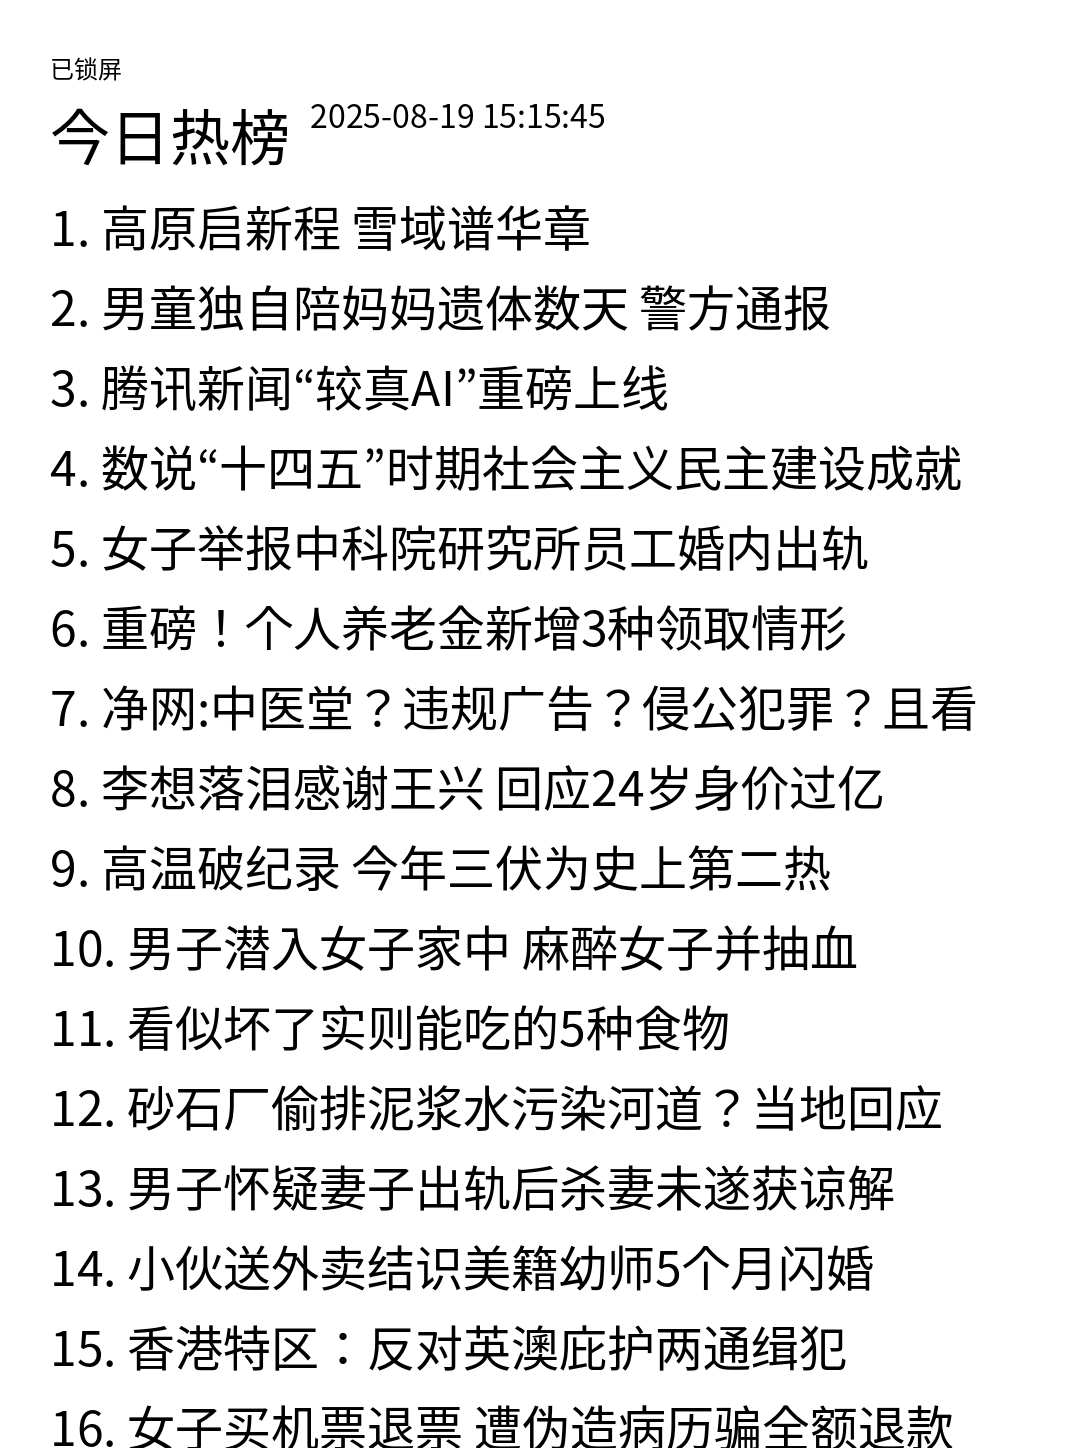 已锁屏
今日热榜 2025-08-19 15:15:45
1. 高原启新程 雪域谱华章
2. 男童独自陪妈妈遗体数天 警方通报
3. 腾讯新闻“较真AI”重磅上线
4. 数说“十四五”时期社会主义民主建设成就
5. 女子举报中科院研究所员工婚内出轨
6. 重磅！个人养老金新增3种领取情形
7. 净网:中医堂？违规广告？侵公犯罪？且看
8. 李想落泪感谢王兴 回应24岁身价过亿
9. 高温破纪录 今年三伏为史上第二热
10. 男子潜入女子家中 麻醉女子并抽血
11. 看似坏了实则能吃的5种食物
12. 砂石厂偷排泥浆水污染河道？当地回应
13. 男子怀疑妻子出轨后杀妻未遂获谅解
14. 小伙送外卖结识美籍幼师5个月闪婚
15. 香港特区：反对英澳庇护两通缉犯
16. 女子买机票退票 遭伪造病历骗全额退款